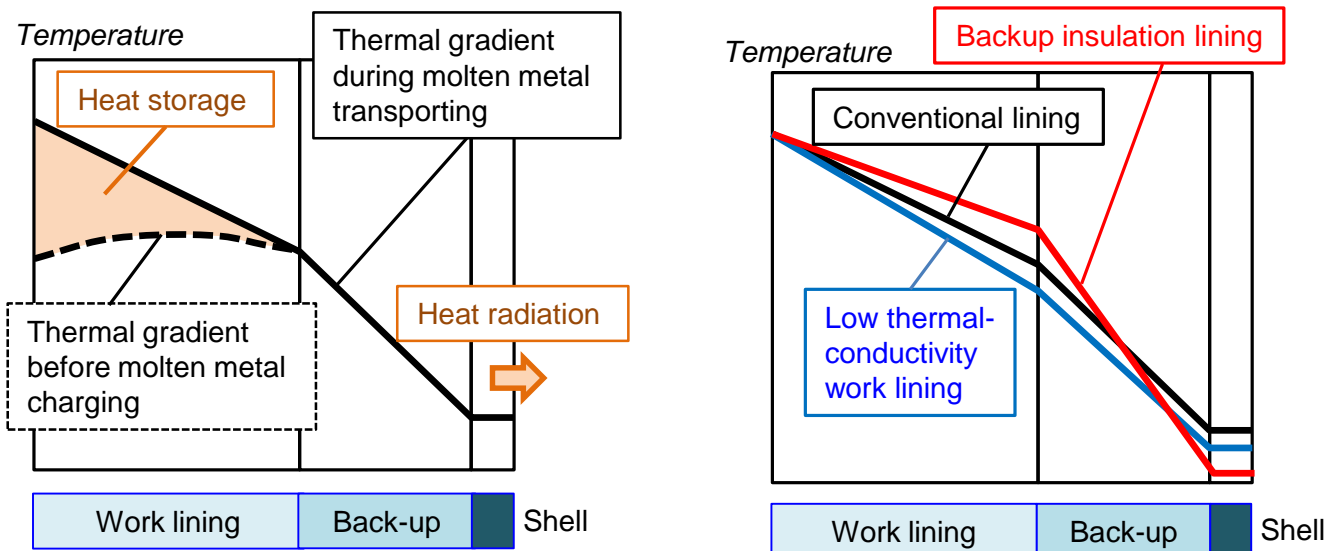 Temperature
Thermal gradient
during molten metal
transporting
Heat storage
Thermal gradient
before molten metal
charging
Heat radiation
Work lining
Back-up
Shell
Temperature
Backup insulation lining
Conventional lining
Low thermal-
conductivity
work lining
Work lining
Back-up
Shell